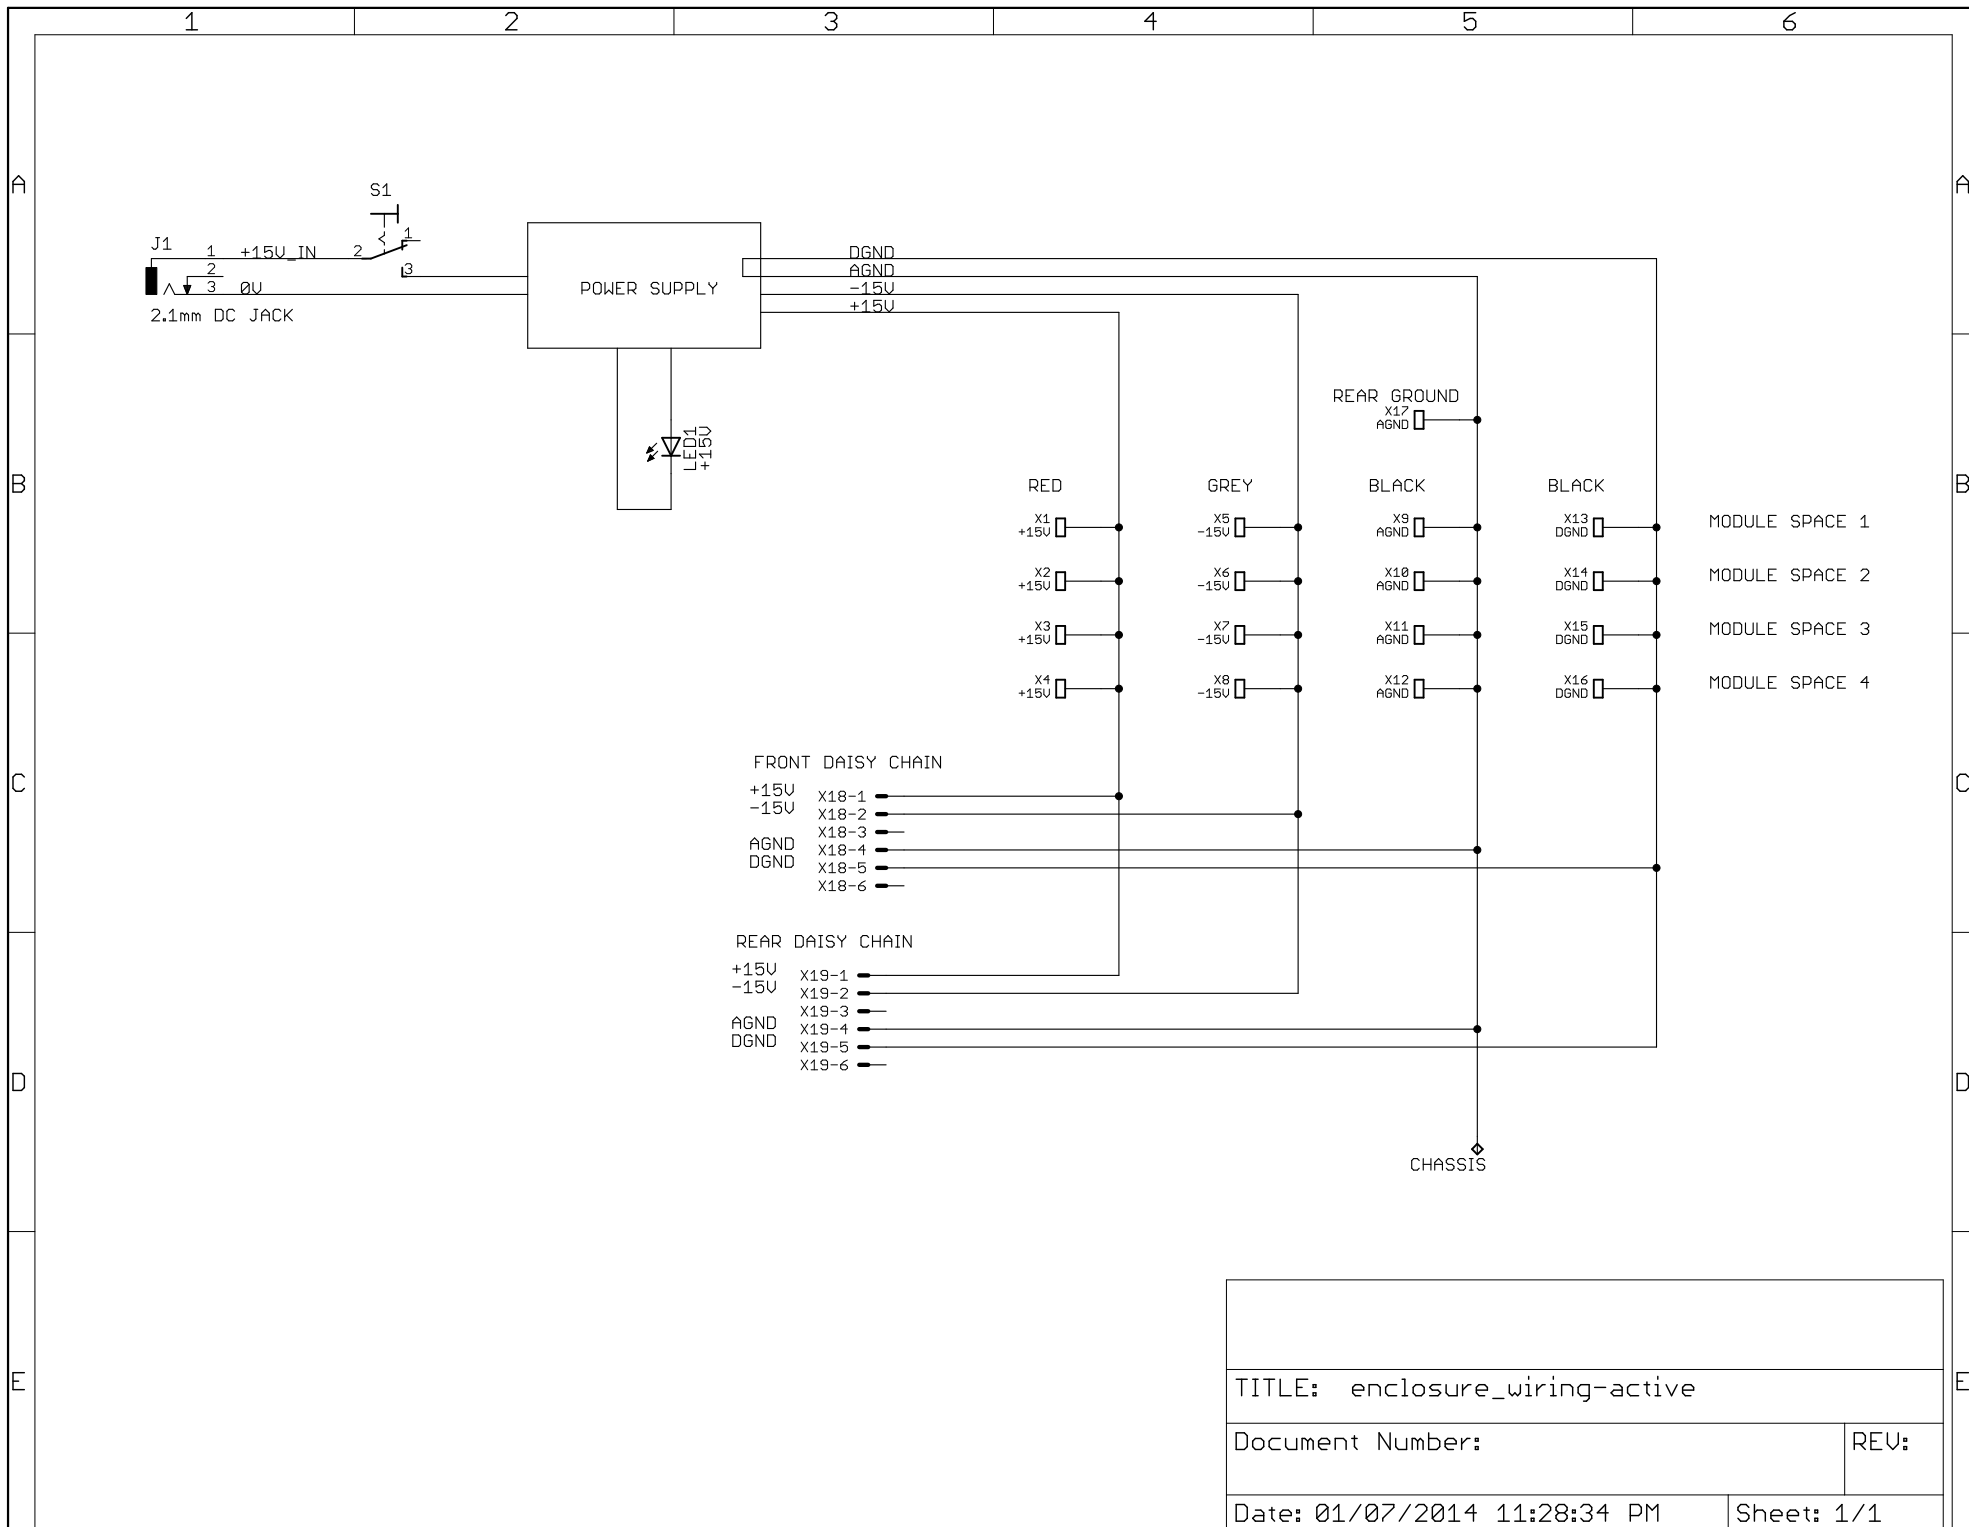 1 2 3 4 5 6
A A
S1
J1 1 +15V_IN 2 1
2 3
3 0V
2.1mm DC JACK
POWER SUPPLY
DGND
AGND
-15V
+15V
LED1
+15V
REAR GROUND
X17
AGND
B B
RED GREY BLACK BLACK
X1 X5 X9 X13 MODULE SPACE 1
+15V -15V AGND DGND
X2 X6 X10 X14 MODULE SPACE 2
+15V -15V AGND DGND
X3 X7 X11 X15 MODULE SPACE 3
+15V -15V AGND DGND
X4 X8 X12 X16 MODULE SPACE 4
+15V -15V AGND DGND
FRONT DAISY CHAIN
C C
+15V X18-1
-15V X18-2
X18-3
AGND X18-4
DGND X18-5
X18-6
REAR DAISY CHAIN
+15V X19-1
-15V X19-2
X19-3
AGND X19-4
DGND X19-5
X19-6
D D
CHASSIS
E E
TITLE: enclosure_wiring-active
Document Number: REV:
Date: 01/07/2014 11:28:34 PM Sheet: 1/1